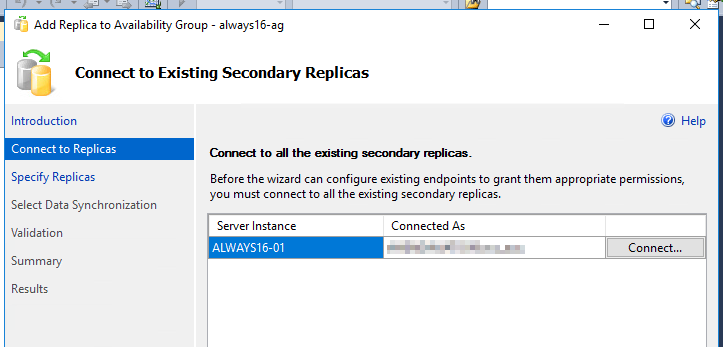 Add Replica to Availability Group - always16-ag
Connect to Existing Secondary Replicas
Introduction
Help
Connect to Replicas
Connect to all the existing secondary replicas.
Specify Replicas
Before the wizard can configure existing endpoints to grant them appropriate permissions,
you must connect to all the existing secondary replicas.
Select Data Synchronization
Server Instance Connected As
Validation
ALWAYS16-01 Connect...
Summary
Results